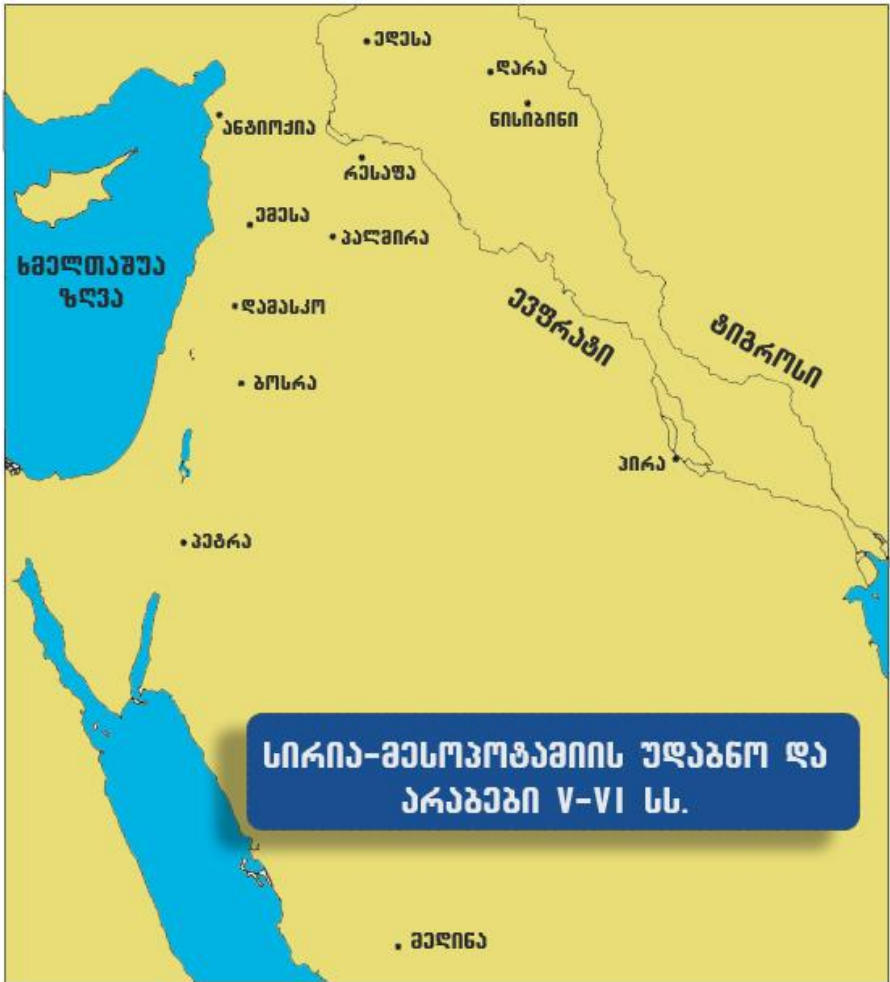 ედესა
დარა
ნისიბინი
ანტიოქია
რესაფა
ემესა
პალმირა
ხმელთაშუა
ზღვა
დამასკო
ევფრატი
ტიგროსი
ბოსრა
ჰირა
პეტრა
სირია-მესოპოტამიის უდაბნო და
არაბები V-VI სს.
მედინა